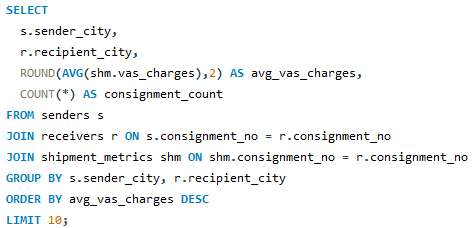 SELECT
  s.sender_city,
  r.recipient_city,
  ROUND(AVG(shm.vas_charges),2) AS avg_vas_charges,
  COUNT(*) AS consignment_count
FROM senders s
JOIN receivers r ON s.consignment_no = r.consignment_no
JOIN shipment_metrics shm ON shm.consignment_no = r.consignment_no
GROUP BY s.sender_city, r.recipient_city
ORDER BY avg_vas_charges DESC
LIMIT 10;